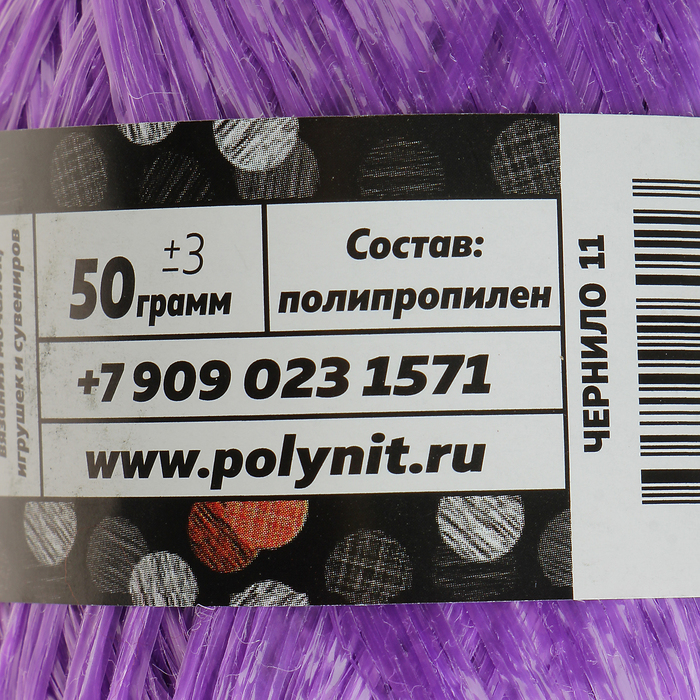 50 ±3 грамм
Состав:
полипропилен
+7 909 023 1571
www.polynit.ru
ЧЕРНИЛО 11
игрушек и сувениров